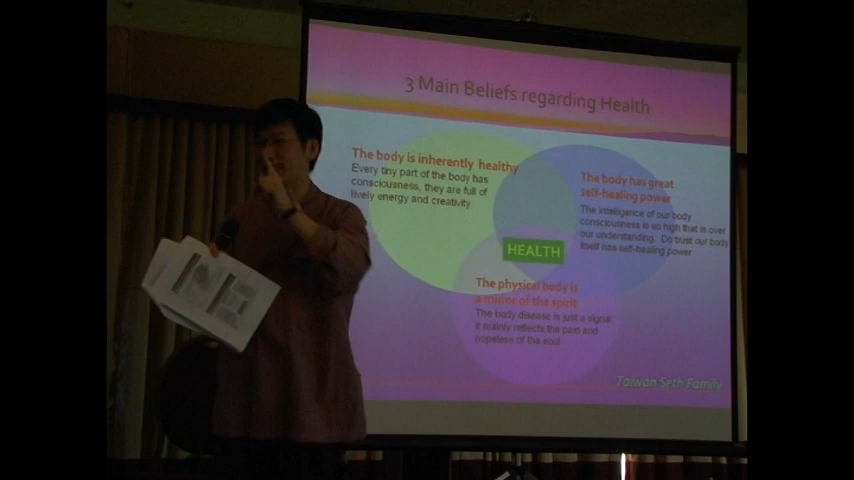 3 Main Beliefs regarding Health
The body is inherently healthy
Every tiny part of the body has
consciousness, they are full of
lively energy and creativity
The body has great
self-healing power
The intelligence of our body
consciousness is so high that is over
our understanding. Do trust our body
itself has self-healing power
HEALTH
The physical body is
a mirror of the spirit
The body disease is just a signal.
It mainly reflects the pain and
hopeless of the soul
Taiwan Seth Family